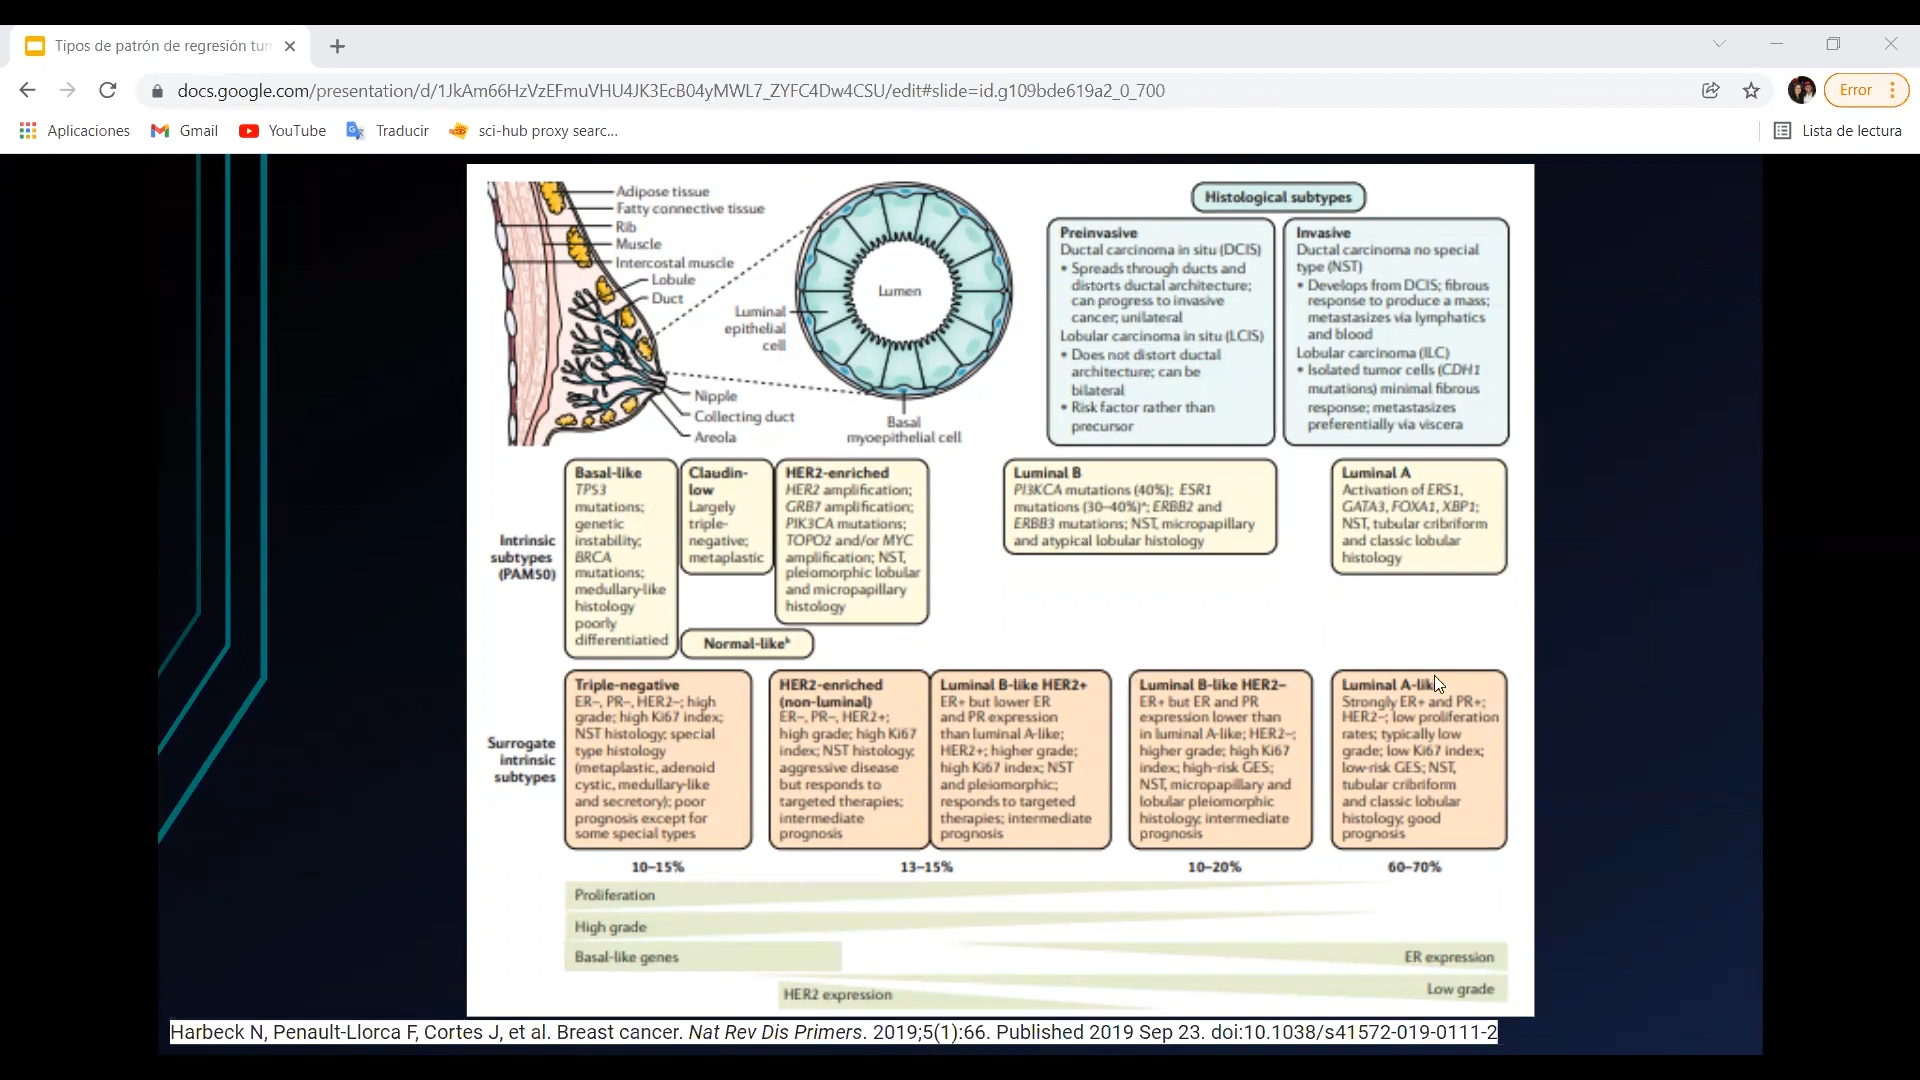 Tipos de patrón de regresión tum
docs.google.com/presentation/d/1JkAm66HzVzEFmuVHU4JK3EcB04yMWL7_ZYFC4Dw4CSU/edit#slide=id.g109bde619a2_0_700
Error
Aplicaciones
Gmail
YouTube
Traducir
sci-hub proxy searc...
Lista de lectura
Adipose tissue
Fatty connective tissue
Rib
Muscle
Intercostal muscle
Lobule
Duct
Nipple
Collecting duct
Areola
Luminal
epithelial
cell
Lumen
Basal
myoepithelial cell
Histological subtypes
Preinvasive
Ductal carcinoma in situ (DCIS)
• Spreads through ducts and
distorts ductal architecture;
can progress to invasive
cancer; unilateral
Lobular carcinoma in situ (LCIS)
• Does not distort ductal
architecture; can be
bilateral
• Risk factor rather than
precursor
Invasive
Ductal carcinoma no special
type (NST)
• Develops from DCIS; fibrous
response to produce a mass;
metastasizes via lymphatics
and blood
Lobular carcinoma (ILC)
• Isolated tumor cells (CDH1
mutations) minimal fibrous
response; metastasizes
preferentially via viscera
Intrinsic
subtypes
(PAM50)
Basal-like
TP53
mutations;
genetic
instability;
BRCA
mutations;
medullary-like
histology
poorly
differentiatied
Claudin-
low
Largely
triple-
negative;
metaplastic
HER2-enriched
HER2 amplification;
GRB7 amplification;
PIK3CA mutations;
TOPO2 and/or MYC
amplification; NST,
pleiomorphic lobular
and micropapillary
histology
Normal-likeᵇ
Luminal B
PI3KCA mutations (40%); ESR1
mutations (30–40%)ᵃ; ERBB2 and
ERBB3 mutations; NST, micropapillary
and atypical lobular histology
Luminal A
Activation of ERS1,
GATA3, FOXA1, XBP1;
NST, tubular cribriform
and classic lobular
histology
Surrogate
intrinsic
subtypes
Triple-negative
ER–, PR–, HER2–; high
grade; high Ki67 index;
NST histology; special
type histology
(metaplastic, adenoid
cystic, medullary-like
and secretory); poor
prognosis except for
some special types
HER2-enriched
(non-luminal)
ER–, PR–, HER2+;
high grade; high Ki67
index; NST histology;
aggressive disease
but responds to
targeted therapies;
intermediate
prognosis
Luminal B-like HER2+
ER+ but lower ER
and PR expression
than luminal A-like;
HER2+; higher grade;
high Ki67 index; NST
and pleiomorphic;
responds to targeted
therapies; intermediate
prognosis
Luminal B-like HER2–
ER+ but ER and PR
expression lower than
in luminal A-like; HER2–;
higher grade; high Ki67
index; high-risk GES;
NST, micropapillary and
lobular pleiomorphic
histology; intermediate
prognosis
Luminal A-like
Strongly ER+ and PR+;
HER2–; low proliferation
rates; typically low
grade; low Ki67 index;
low-risk GES; NST,
tubular cribriform
and classic lobular
histology; good
prognosis
10–15%
13–15%
10–20%
60–70%
Proliferation
High grade
Basal-like genes
ER expression
HER2 expression
Low grade
Harbeck N, Penault-Llorca F, Cortes J, et al. Breast cancer. Nat Rev Dis Primers. 2019;5(1):66. Published 2019 Sep 23. doi:10.1038/s41572-019-0111-2